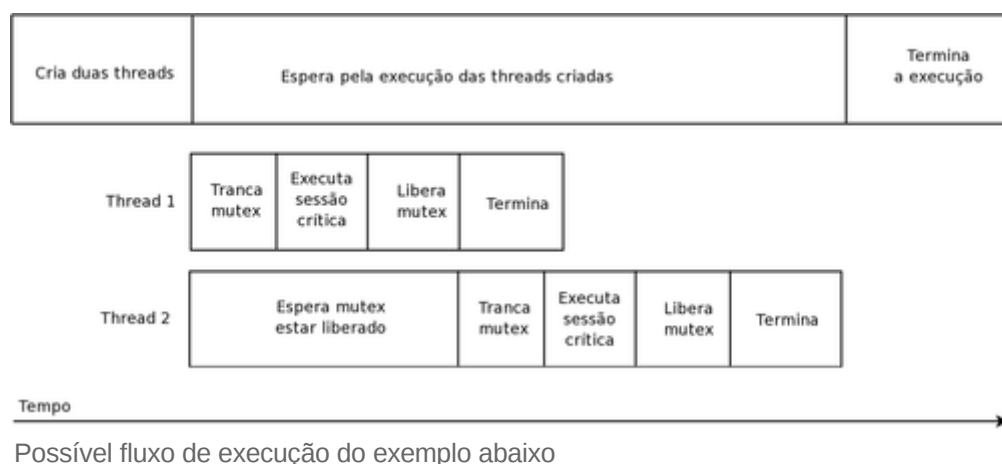 Cria duas threads
Espera pela execução das threads criadas
Termina
a execução
Thread 1
Tranca
mutex
Executa
sessão
crítica
Libera
mutex
Termina
Thread 2
Espera mutex
estar liberado
Tranca
mutex
Executa
sessão
crítica
Libera
mutex
Termina
Tempo
Possível fluxo de execução do exemplo abaixo